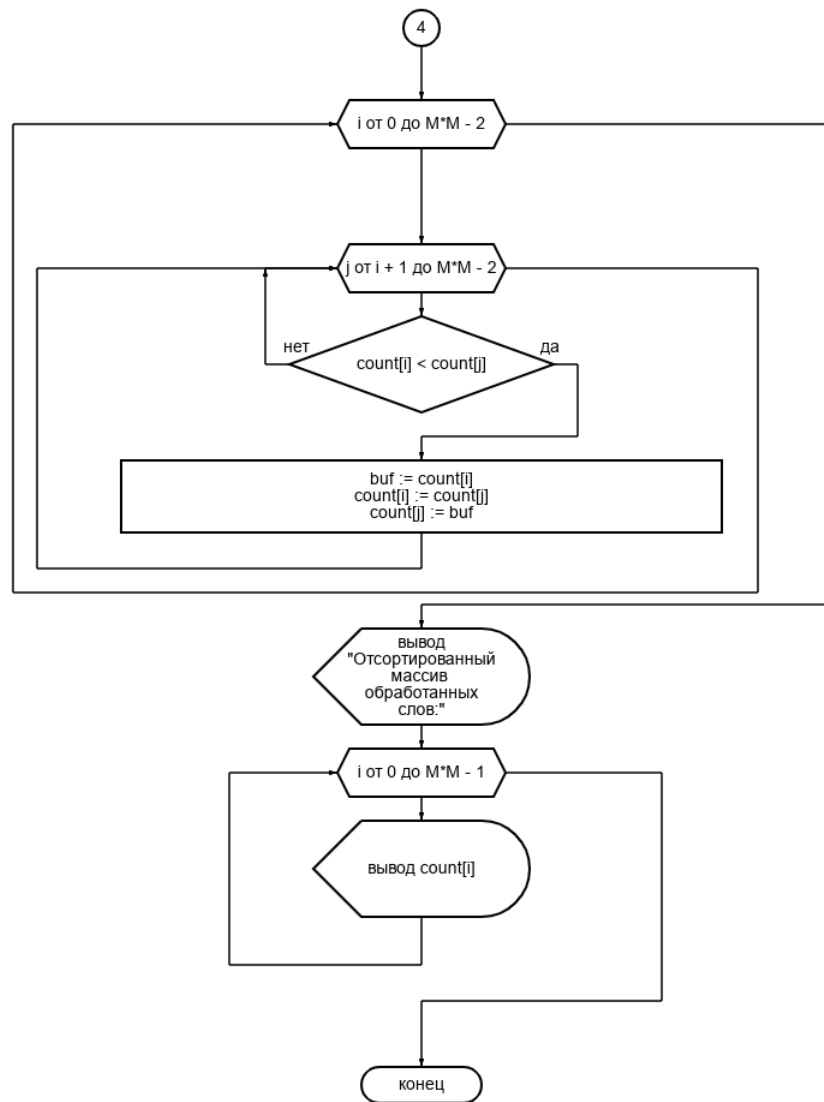 4
i от 0 до M*M - 2
j от i + 1 до M*M - 2
нет
да
count[i] < count[j]
buf := count[i]
count[i] := count[j]
count[j] := buf
вывод
"Отсортированный
массив
обработанных
слов:"
i от 0 до M*M - 1
вывод count[i]
конец